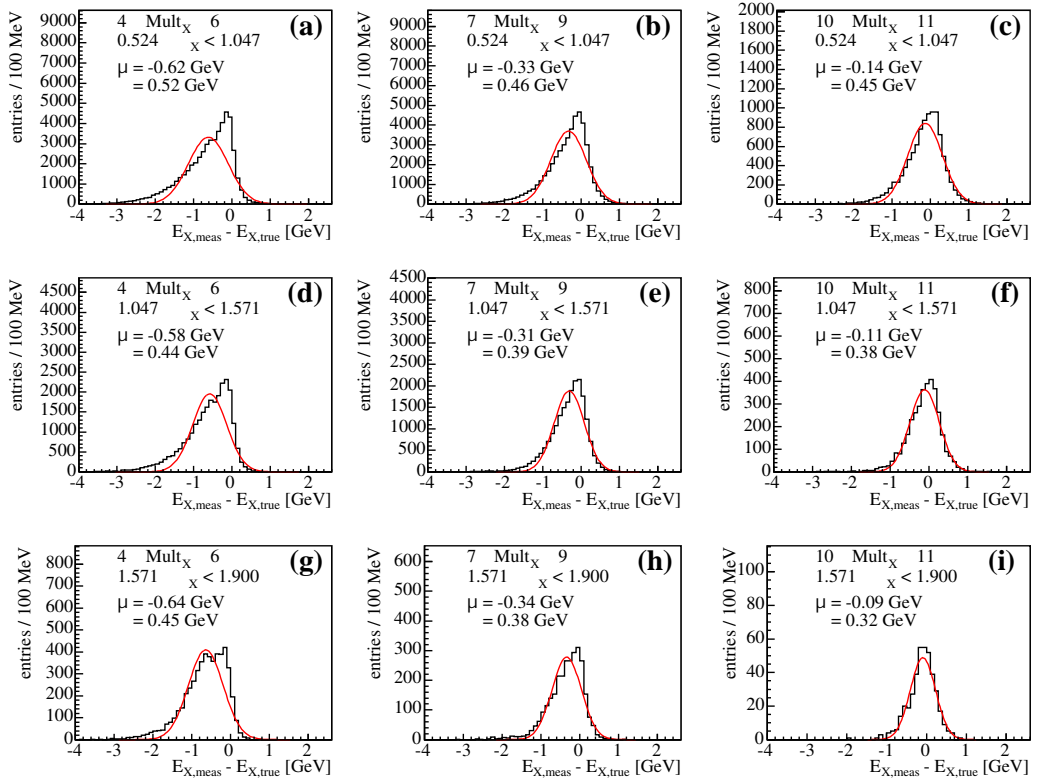 (a)
4 Mult_X 6
0.524 _X < 1.047
μ = -0.62 GeV
= 0.52 GeV
entries / 100 MeV
9000
8000
7000
6000
5000
4000
3000
2000
1000
0
-4 -3 -2 -1 0 1 2
E_X,meas - E_X,true [GeV]
(b)
7 Mult_X 9
0.524 _X < 1.047
μ = -0.33 GeV
= 0.46 GeV
entries / 100 MeV
9000
8000
7000
6000
5000
4000
3000
2000
1000
0
-4 -3 -2 -1 0 1 2
E_X,meas - E_X,true [GeV]
(c)
10 Mult_X 11
0.524 _X < 1.047
μ = -0.14 GeV
= 0.45 GeV
entries / 100 MeV
2000
1800
1600
1400
1200
1000
800
600
400
200
0
-4 -3 -2 -1 0 1 2
E_X,meas - E_X,true [GeV]
(d)
4 Mult_X 6
1.047 _X < 1.571
μ = -0.58 GeV
= 0.44 GeV
entries / 100 MeV
4500
4000
3500
3000
2500
2000
1500
1000
500
0
-4 -3 -2 -1 0 1 2
E_X,meas - E_X,true [GeV]
(e)
7 Mult_X 9
1.047 _X < 1.571
μ = -0.31 GeV
= 0.39 GeV
entries / 100 MeV
4500
4000
3500
3000
2500
2000
1500
1000
500
0
-4 -3 -2 -1 0 1 2
E_X,meas - E_X,true [GeV]
(f)
10 Mult_X 11
1.047 _X < 1.571
μ = -0.11 GeV
= 0.38 GeV
entries / 100 MeV
800
700
600
500
400
300
200
100
0
-4 -3 -2 -1 0 1 2
E_X,meas - E_X,true [GeV]
(g)
4 Mult_X 6
1.571 _X < 1.900
μ = -0.64 GeV
= 0.45 GeV
entries / 100 MeV
800
700
600
500
400
300
200
100
0
-4 -3 -2 -1 0 1 2
E_X,meas - E_X,true [GeV]
(h)
7 Mult_X 9
1.571 _X < 1.900
μ = -0.34 GeV
= 0.38 GeV
entries / 100 MeV
600
500
400
300
200
100
0
-4 -3 -2 -1 0 1 2
E_X,meas - E_X,true [GeV]
(i)
10 Mult_X 11
1.571 _X < 1.900
μ = -0.09 GeV
= 0.32 GeV
entries / 100 MeV
100
80
60
40
20
0
-4 -3 -2 -1 0 1 2
E_X,meas - E_X,true [GeV]